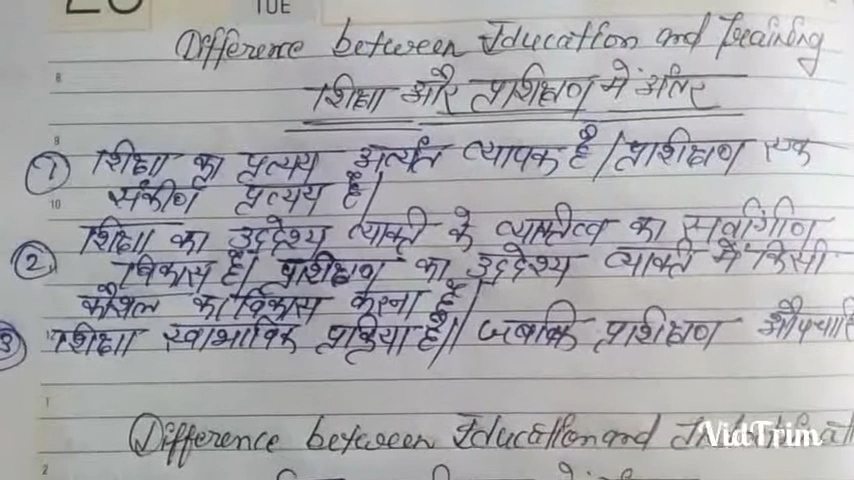 TUE
Difference between Education and Training
शिक्षा और प्रशिक्षण में अंतर
① शिक्षा का प्रत्यय अत्यंत व्यापक है। प्रशिक्षण एक
संकीर्ण प्रत्यय है।
शिक्षा का उद्देश्य व्यक्ति के व्यक्तित्व का सर्वांगीण
② विकास है। प्रशिक्षण का उद्देश्य व्यक्ति में किसी
कौशल का विकास करना है।
③ शिक्षा स्वाभाविक प्रक्रिया है। जबकि प्रशिक्षण
Difference between Education and
VidTrim